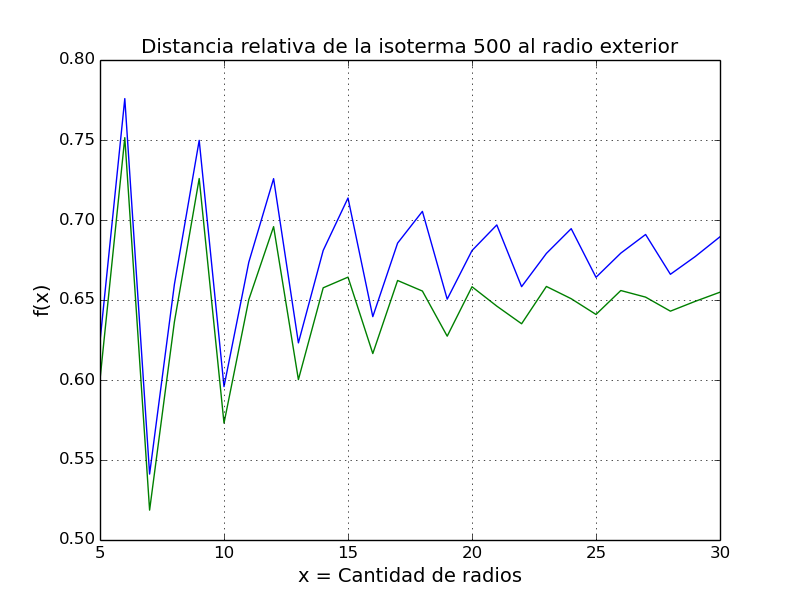 Distancia relativa de la isoterma 500 al radio exterior
0.80
0.75
0.70
0.65
0.60
0.55
0.50
f(x)
5 10 15 20 25 30
x = Cantidad de radios